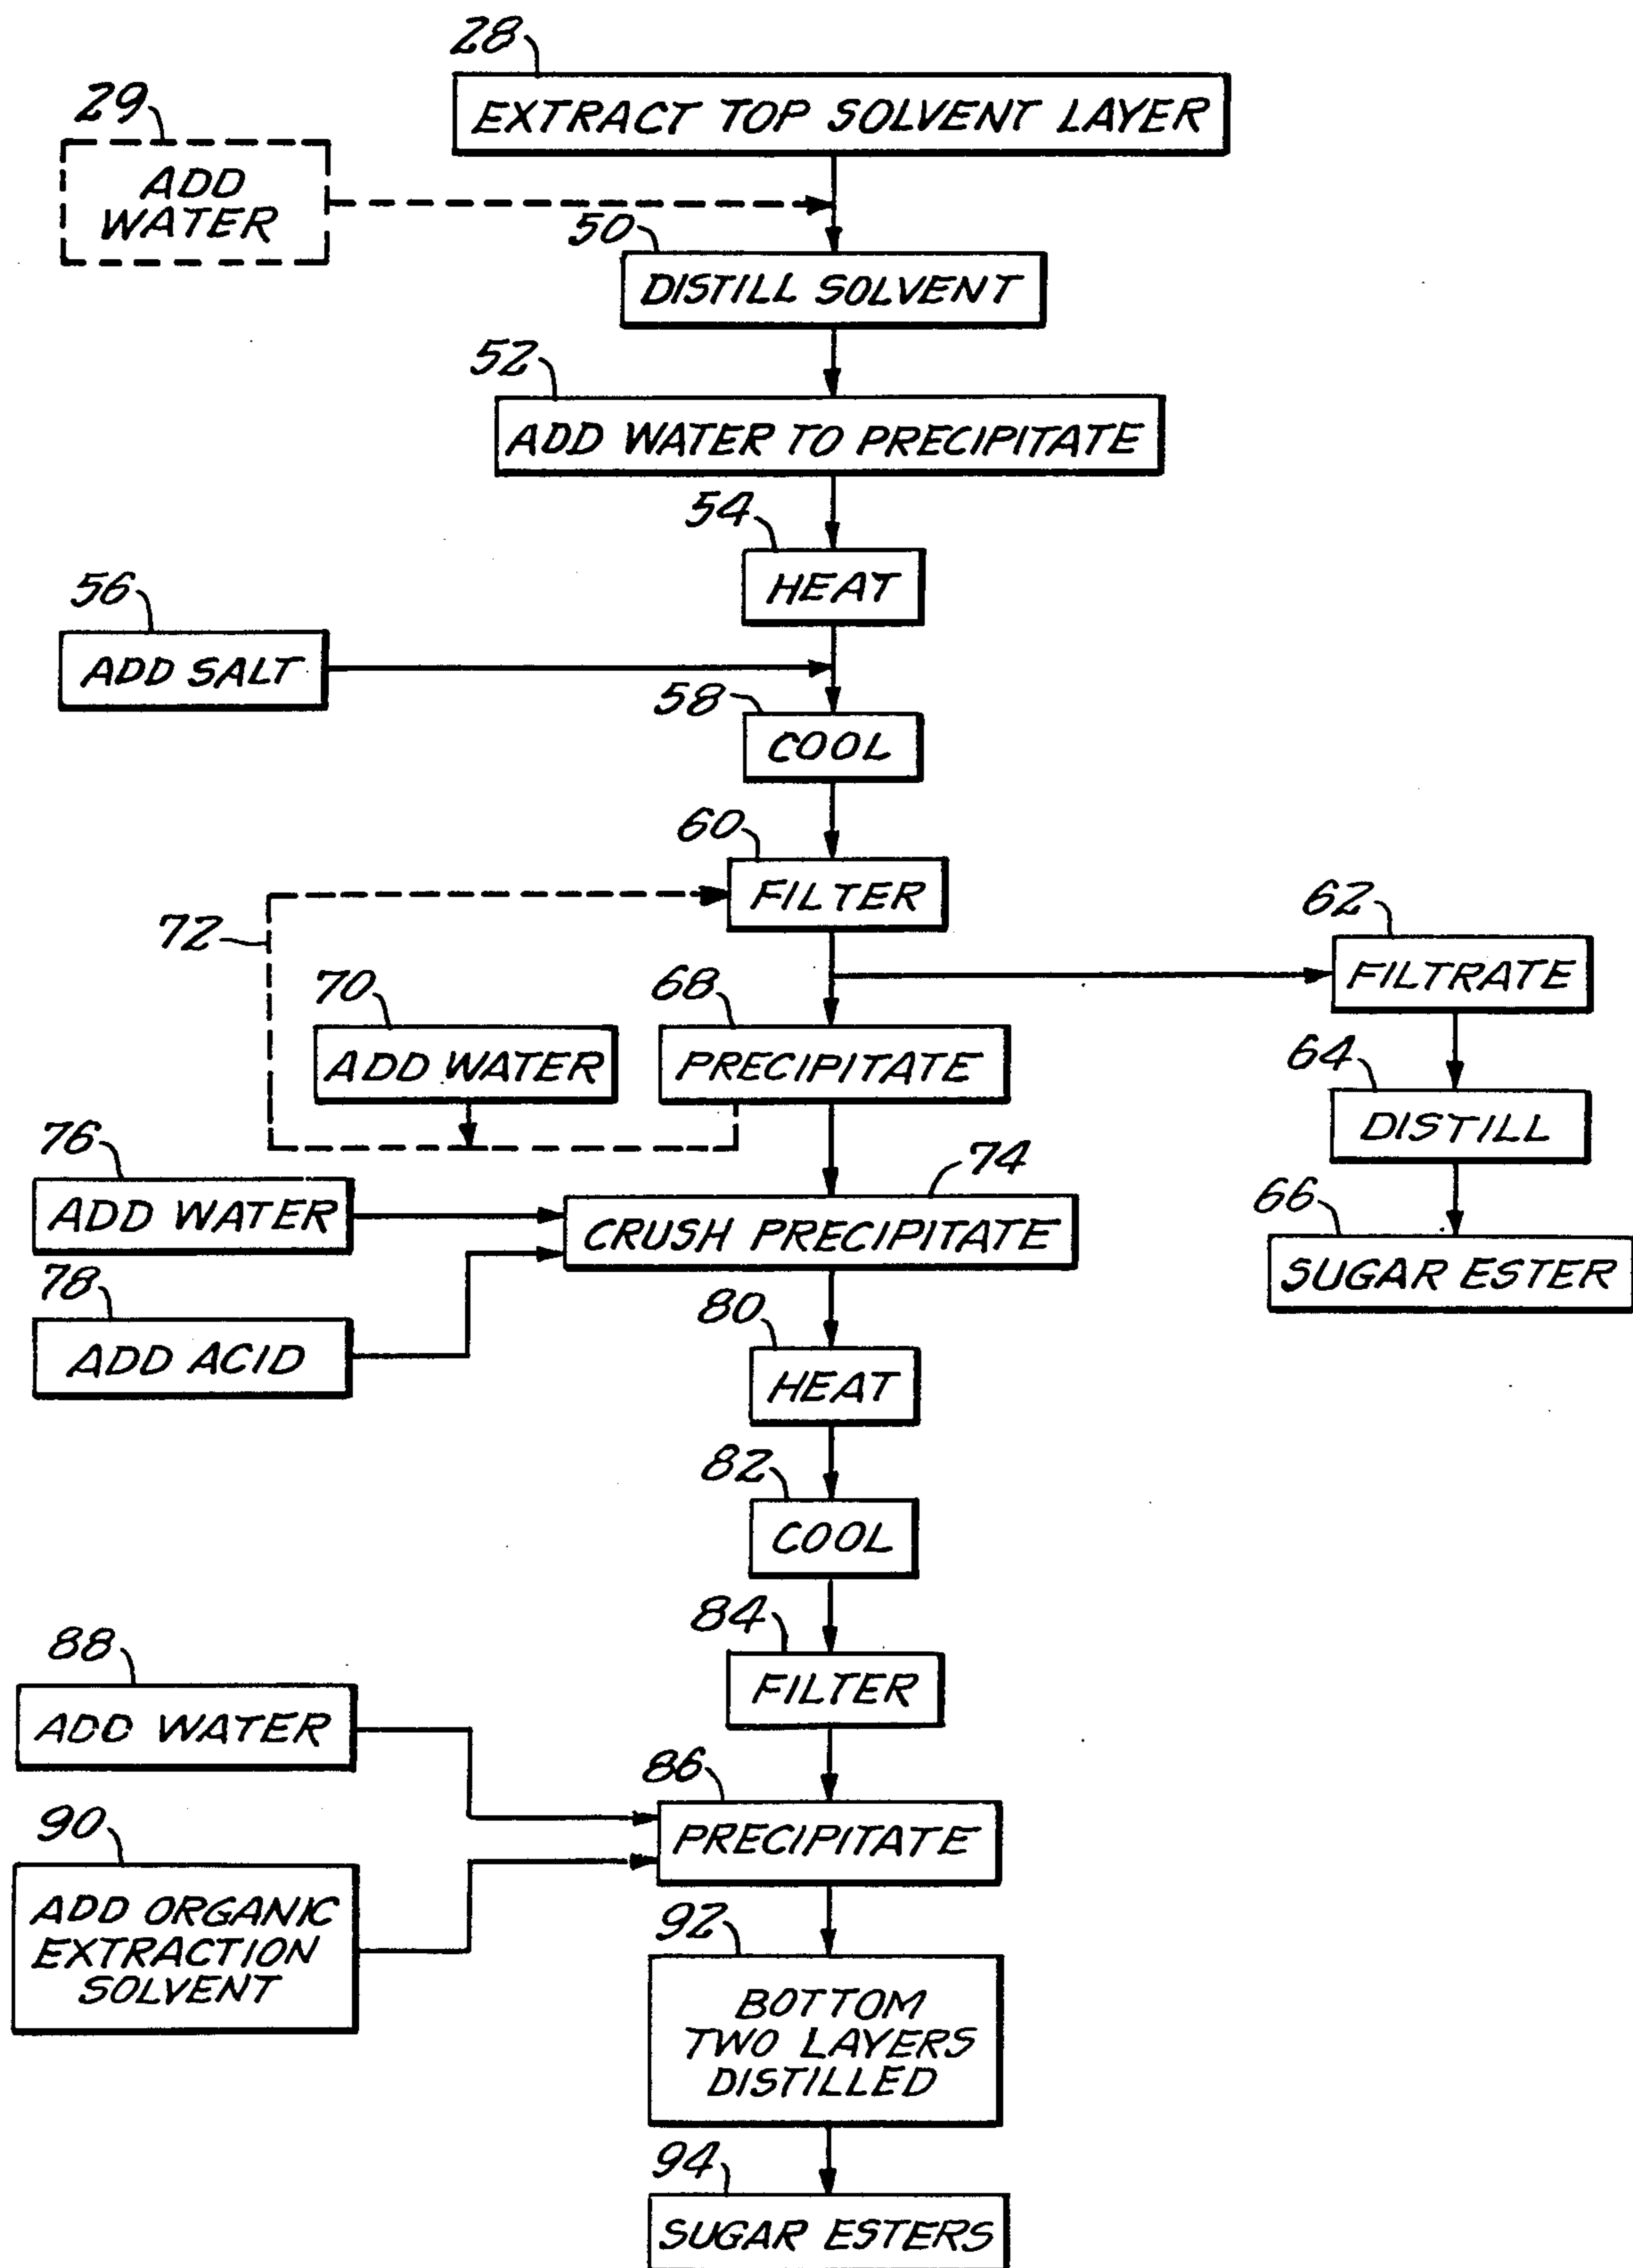 28
EXTRACT TOP SOLVENT LAYER
29
ADD
WATER
50
DISTILL SOLVENT
52
ADD WATER TO PRECIPITATE
54
HEAT
56
ADD SALT
58
COOL
60
FILTER
62
FILTRATE
72
70
ADD WATER
68
PRECIPITATE
64
DISTILL
76
ADD WATER
74
CRUSH PRECIPITATE
66
SUGAR ESTER
78
ADD ACID
80
HEAT
82
COOL
84
FILTER
88
ADD WATER
86
PRECIPITATE
90
ADD ORGANIC
EXTRACTION
SOLVENT
92
BOTTOM
TWO LAYERS
DISTILLED
94
SUGAR ESTERS